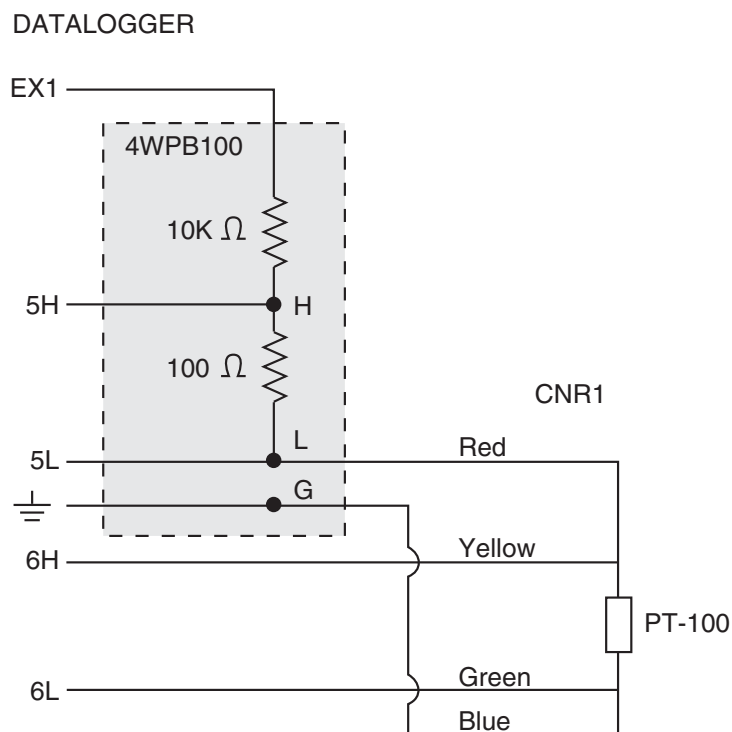 DATALOGGER
EX1
4WPB100
10K Ω
5H
H
100 Ω
CNR1
L
Red
5L
G
Yellow
6H
PT-100
Green
6L
Blue